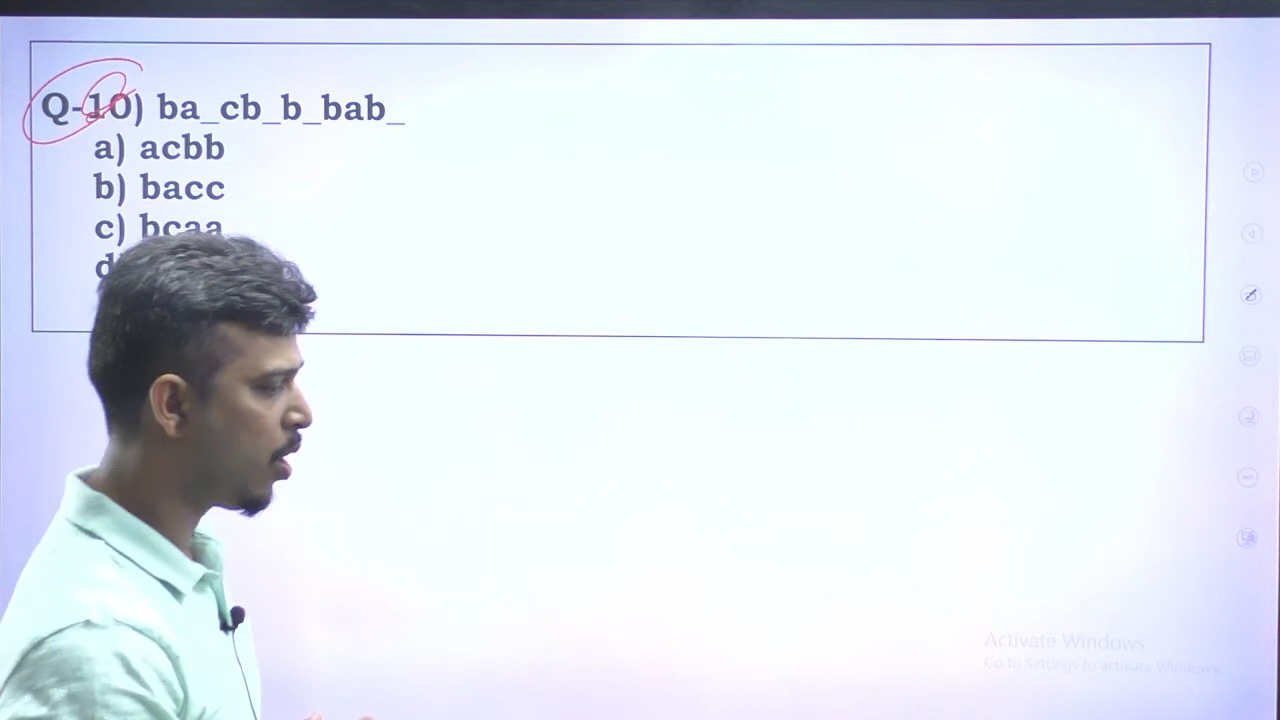 Q-10) ba_cb_b_bab_
a) acbb
b) bacc
c) bcaa
d
Activate Windows
Go to Settings to activate Windows.